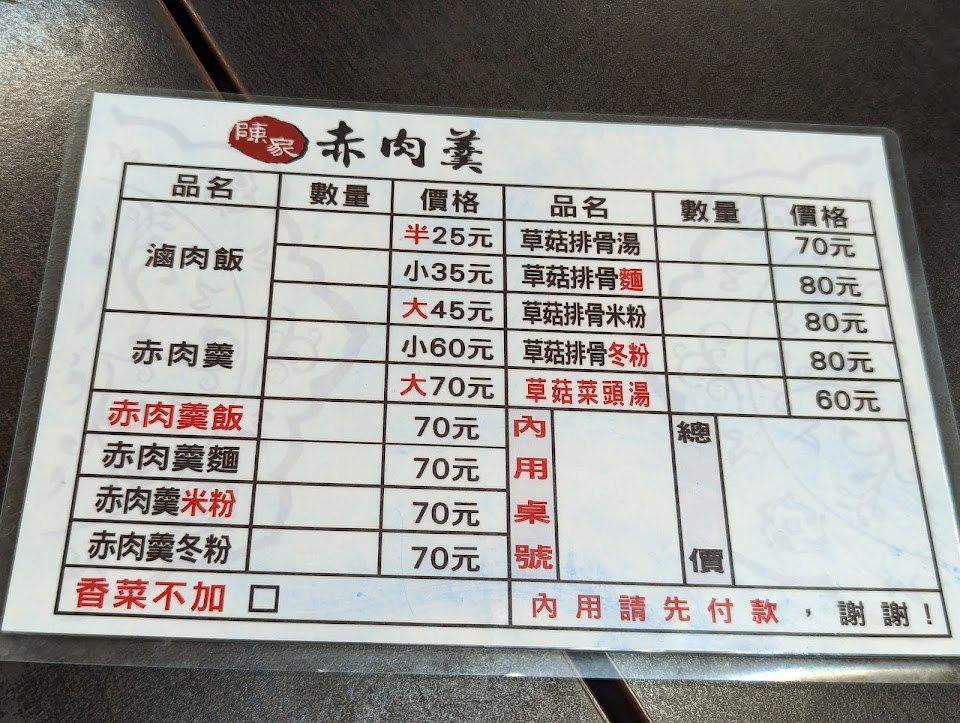 陳家 赤肉羹
品名 數量 價格 品名 數量 價格
滷肉飯 半25元 草菇排骨湯 70元
小35元 草菇排骨麵 80元
大45元 草菇排骨米粉 80元
赤肉羹 小60元 草菇排骨冬粉 80元
大70元 草菇菜頭湯 60元
赤肉羹飯 70元 內用桌號 總價
赤肉羹麵 70元
赤肉羹米粉 70元
赤肉羹冬粉 70元
香菜不加 □ 內用請先付款，謝謝！